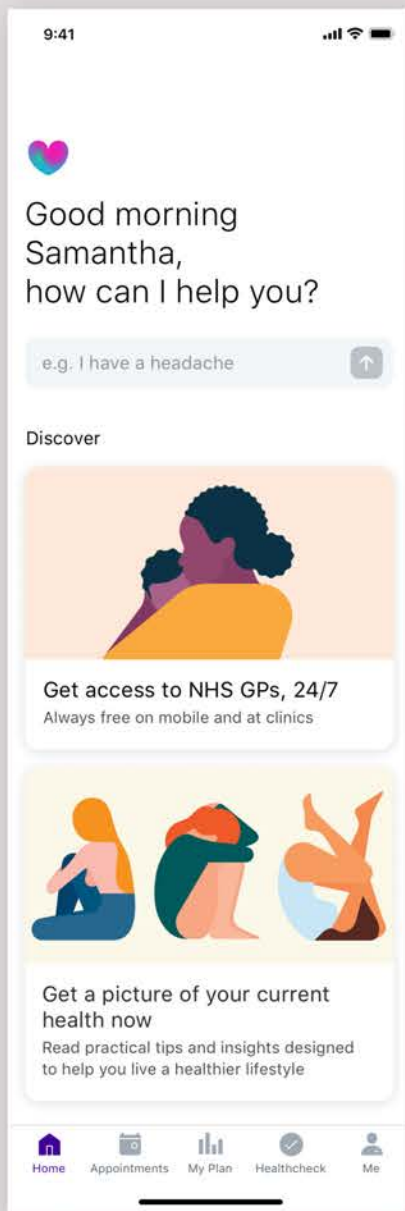 9:41
Good morning
Samantha,
how can I help you?
e.g. I have a headache
Discover
Get access to NHS GPs, 24/7
Always free on mobile and at clinics
Get a picture of your current
health now
Read practical tips and insights designed
to help you live a healthier lifestyle
Home Appointments My Plan Healthcheck Me